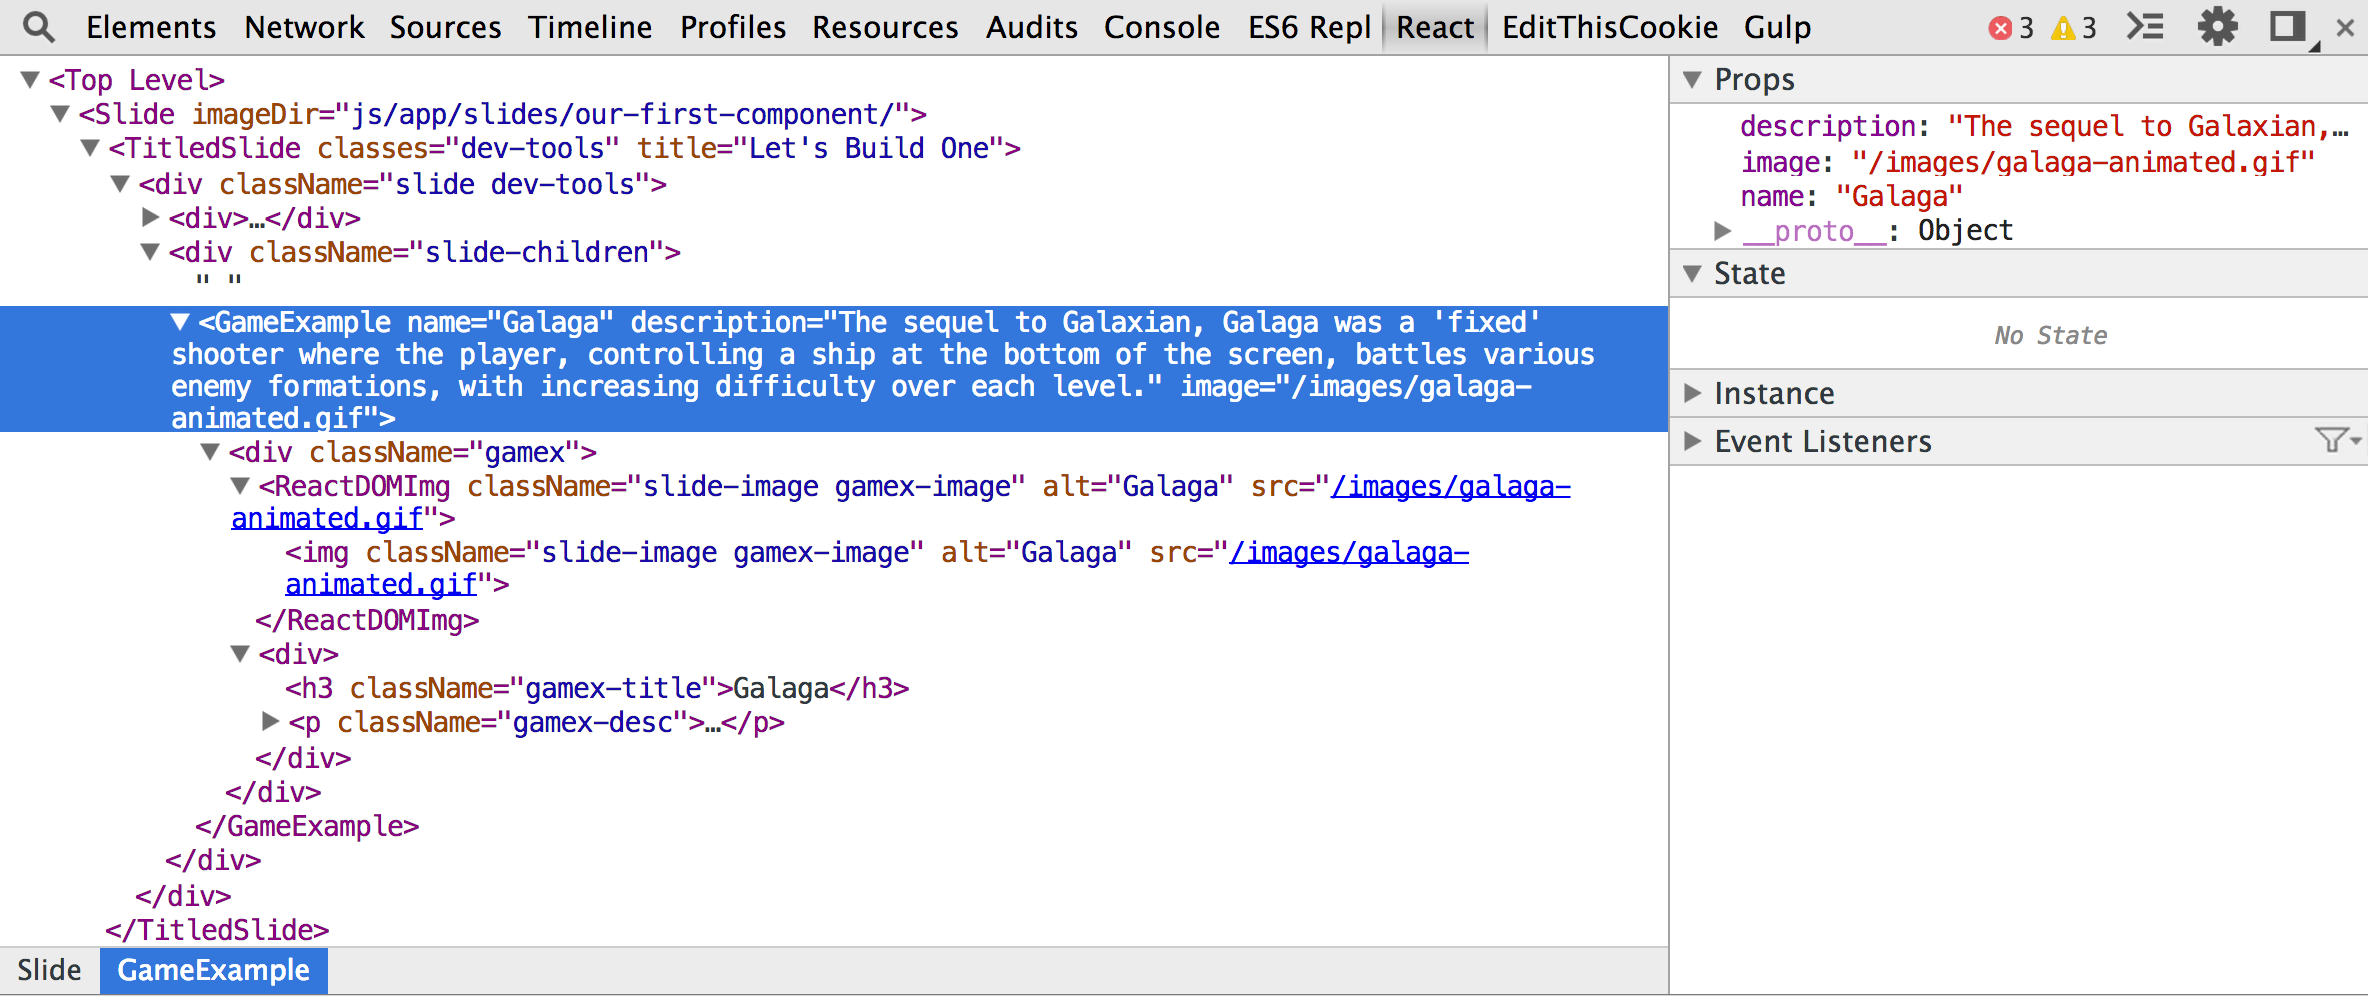 Elements Network Sources Timeline Profiles Resources Audits Console ES6 Repl React EditThisCookie Gulp 3 3
<Top Level>
<Slide imageDir="js/app/slides/our-first-component/">
<TitledSlide classes="dev-tools" title="Let's Build One">
<div className="slide dev-tools">
<div>…</div>
<div className="slide-children">
" "
<GameExample name="Galaga" description="The sequel to Galaxian, Galaga was a 'fixed'
shooter where the player, controlling a ship at the bottom of the screen, battles various
enemy formations, with increasing difficulty over each level." image="/images/galaga-
animated.gif">
<div className="gamex">
<ReactDOMImg className="slide-image gamex-image" alt="Galaga" src="/images/galaga-
animated.gif">
<img className="slide-image gamex-image" alt="Galaga" src="/images/galaga-
animated.gif">
</ReactDOMImg>
<div>
<h3 className="gamex-title">Galaga</h3>
<p className="gamex-desc">…</p>
</div>
</div>
</GameExample>
</div>
</div>
</TitledSlide>
Slide GameExample
Props
description: "The sequel to Galaxian,…
image: "/images/galaga-animated.gif"
name: "Galaga"
__proto__: Object
State
No State
Instance
Event Listeners